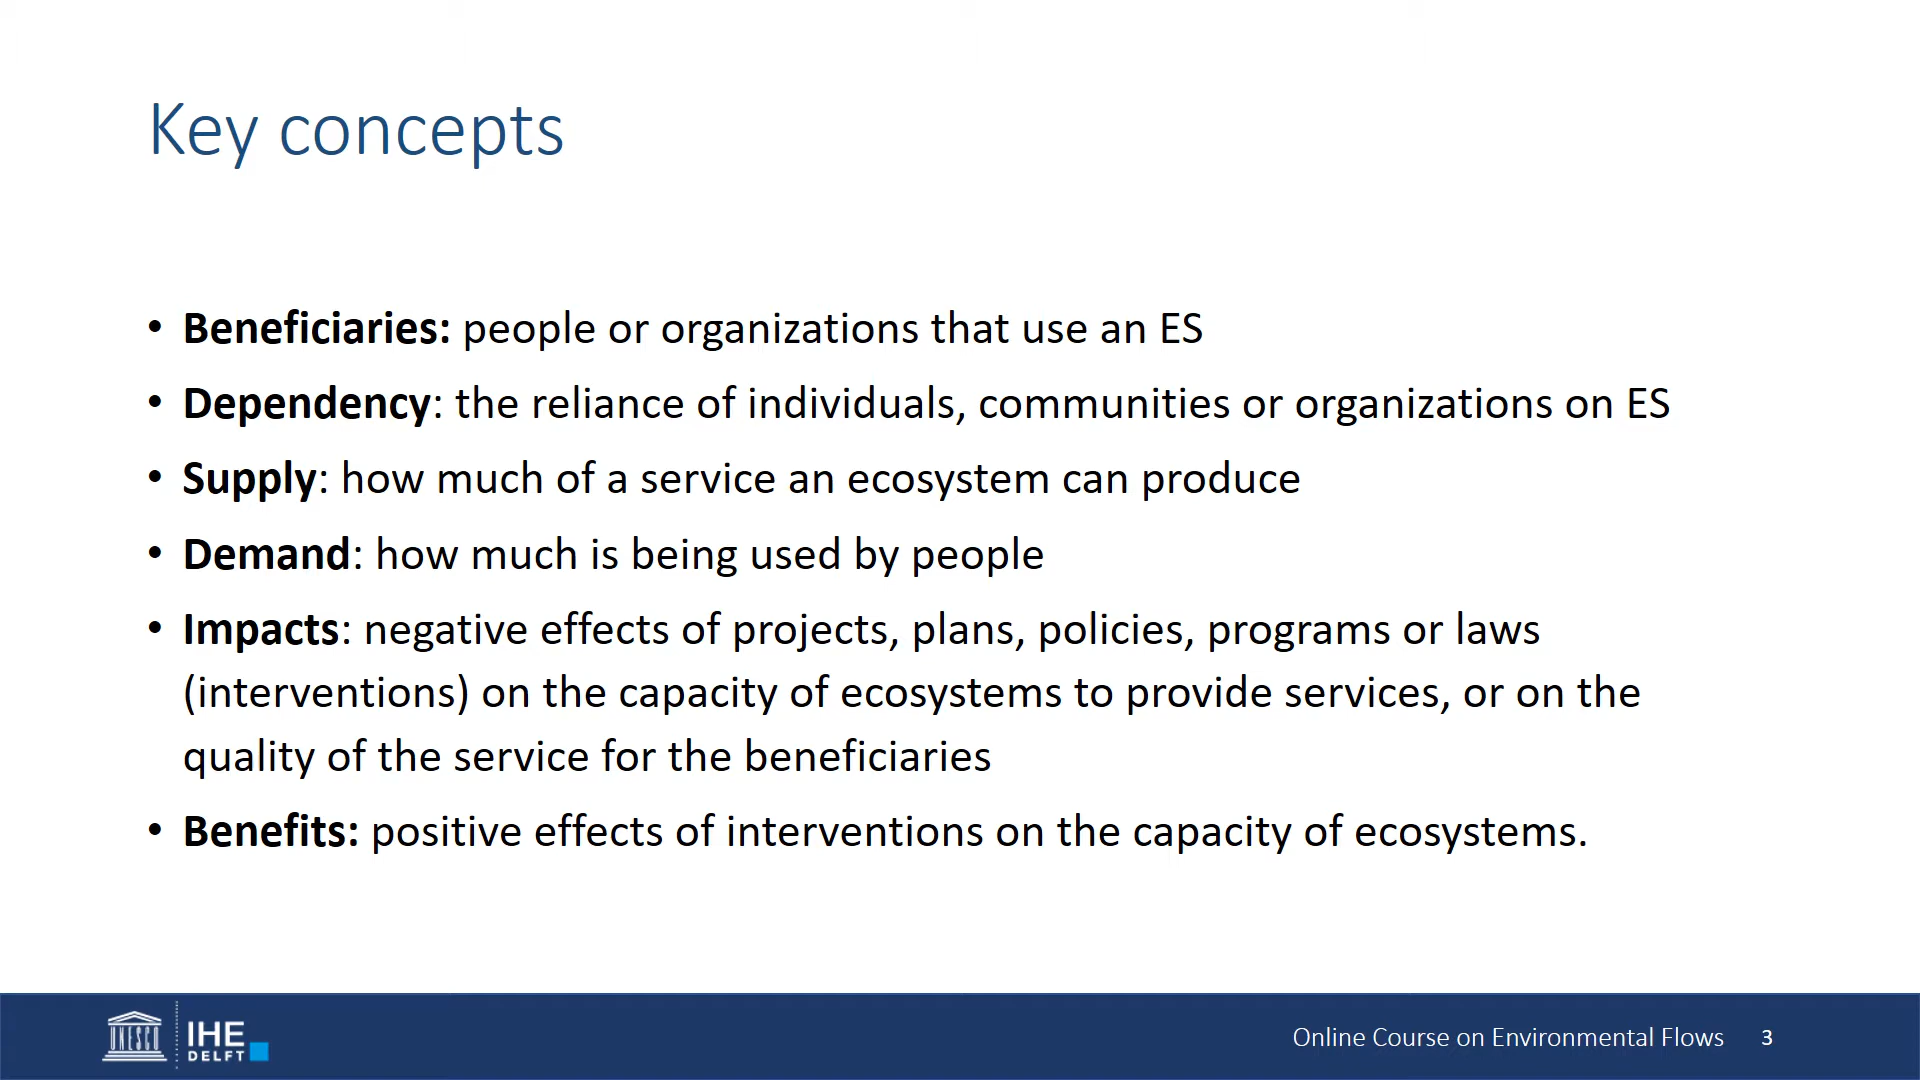 Key concepts
• Beneficiaries: people or organizations that use an ES
• Dependency: the reliance of individuals, communities or organizations on ES
• Supply: how much of a service an ecosystem can produce
• Demand: how much is being used by people
• Impacts: negative effects of projects, plans, policies, programs or laws
(interventions) on the capacity of ecosystems to provide services, or on the
quality of the service for the beneficiaries
• Benefits: positive effects of interventions on the capacity of ecosystems.
UNESCO
IHE
DELFT
Online Course on Environmental Flows 3